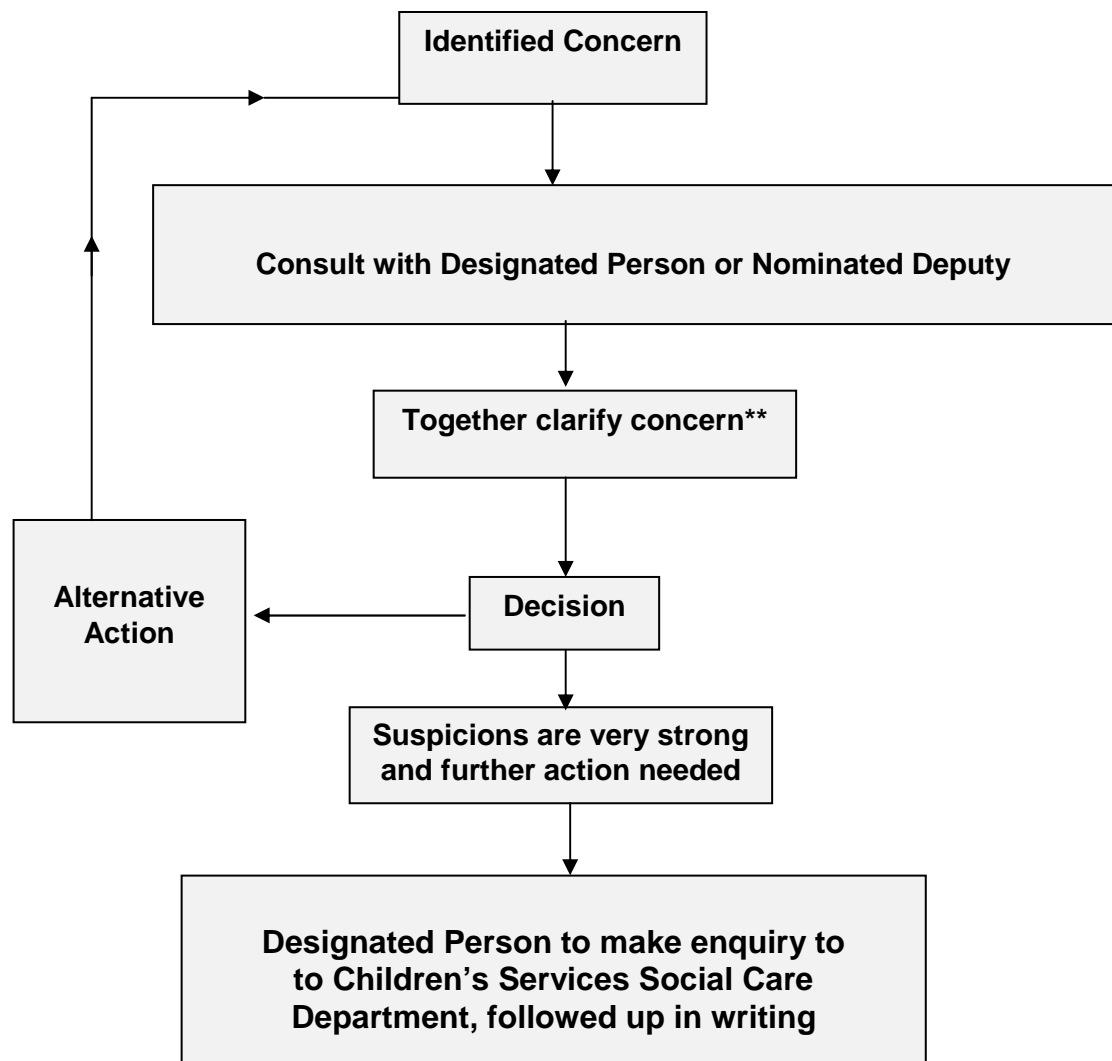 Identified Concern
Consult with Designated Person or Nominated Deputy
Together clarify concern**
Alternative
Action
Decision
Suspicions are very strong
and further action needed
Designated Person to make enquiry to
to Children’s Services Social Care
Department, followed up in writing